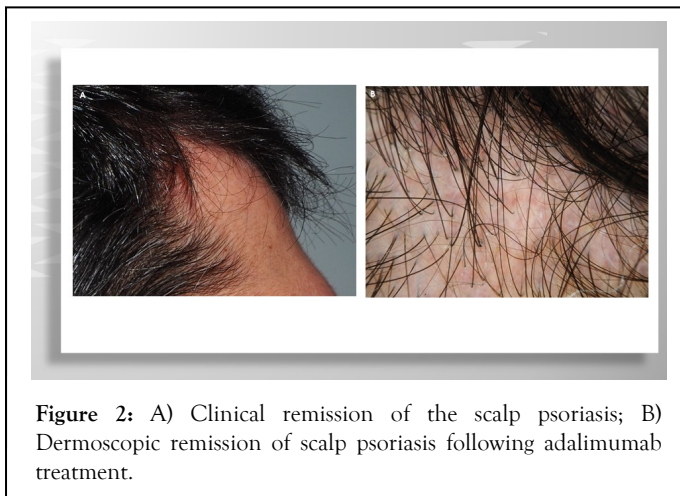 A
B
Figure 2: A) Clinical remission of the scalp psoriasis; B)
Dermoscopic remission of scalp psoriasis following adalimumab
treatment.